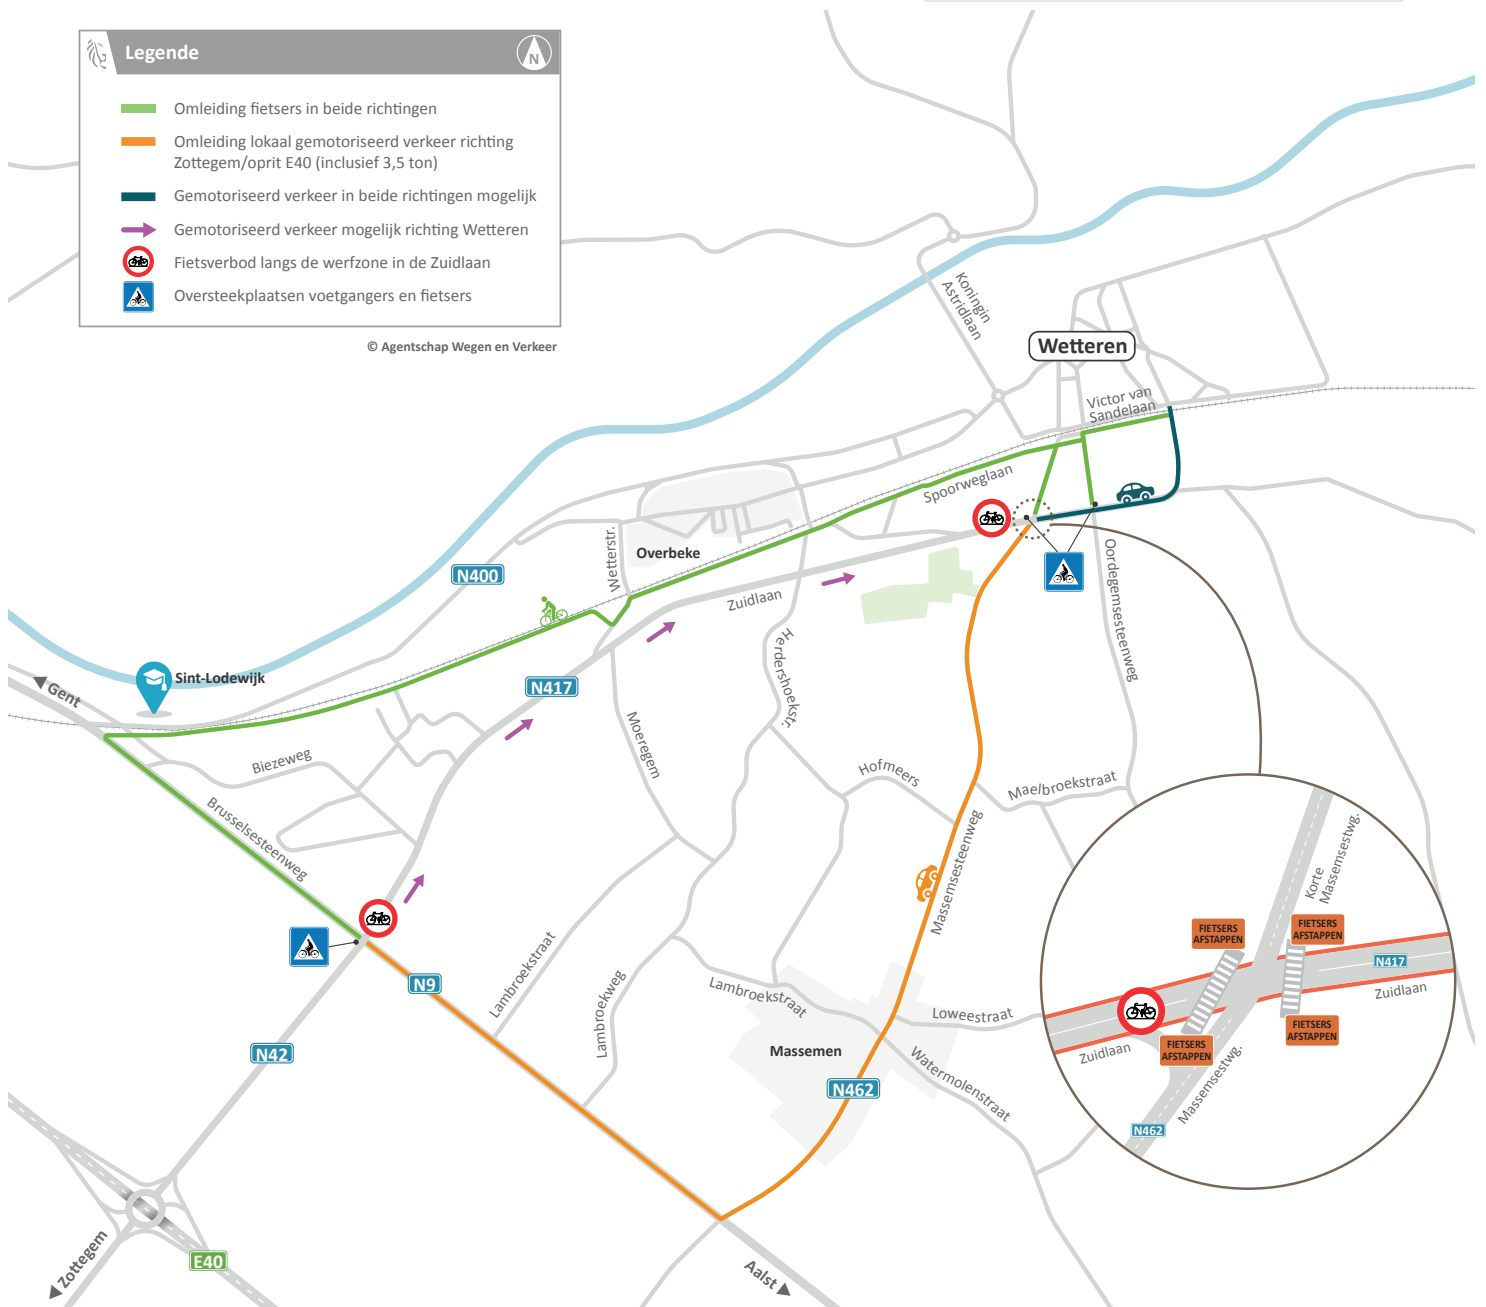 Legende
N
Omleiding fietsers in beide richtingen
Omleiding lokaal gemotoriseerd verkeer richting
Zottegem/oprit E40 (inclusief 3,5 ton)
Gemotoriseerd verkeer in beide richtingen mogelijk
Gemotoriseerd verkeer mogelijk richting Wetteren
Fietsverbod langs de werfzone in de Zuidlaan
Oversteekplaatsen voetgangers en fietsers
© Agentschap Wegen en Verkeer
Koningin
Astridlaan
Wetteren
Victor van
Sandelaan
Spoorweglaan
Wetterstr.
Overbeke
N400
Zuidlaan
Oordegemsesteenweg
Herdershoekstr.
Sint-Lodewijk
Gent
N417
Moeregem
Biezeweg
Hofmeers
Maelbroekstraat
Brusselsesteenweg
Massemsesteenweg
Korte
Massemsestwg.
FIETSERS
AFSTAPPEN
FIETSERS
AFSTAPPEN
N417
Zuidlaan
FIETSERS
AFSTAPPEN
Zuidlaan
FIETSERS
AFSTAPPEN
Massemsestwg.
N462
Lambroekstraat
N9
Lambroekweg
Lambroekstraat
Loweestraat
Massemen
Watermolenstraat
N42
N462
Zottegem
E40
Aalst